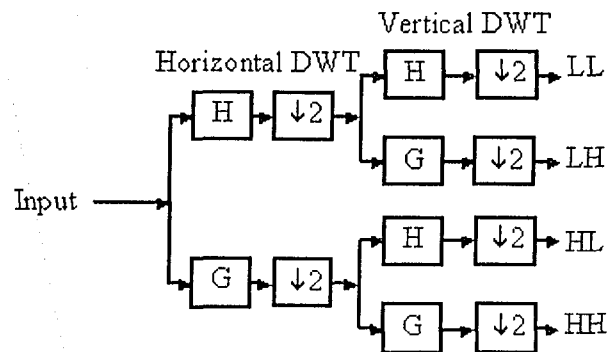 Vertical DWT
Horizontal DWT
H ↓2 LL
H ↓2
G ↓2 LH
Input
H ↓2 HL
G ↓2
G ↓2 HH